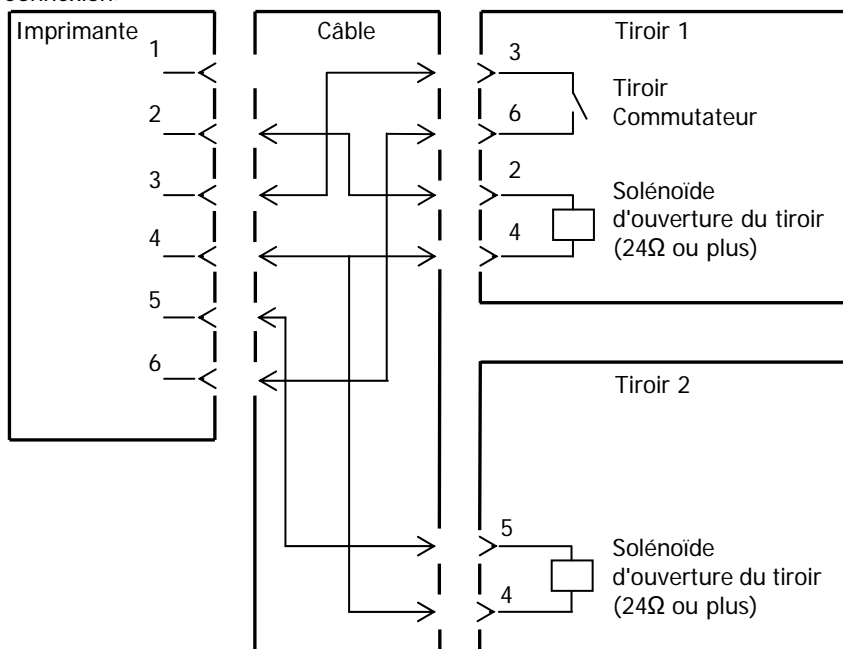 Imprimante
1
2
3
4
5
6
Câble
Tiroir 1
3
6
2
4
Tiroir
Commutateur
Solénoïde
d'ouverture du tiroir
(24Ω ou plus)
Tiroir 2
5
4
Solénoïde
d'ouverture du tiroir
(24Ω ou plus)